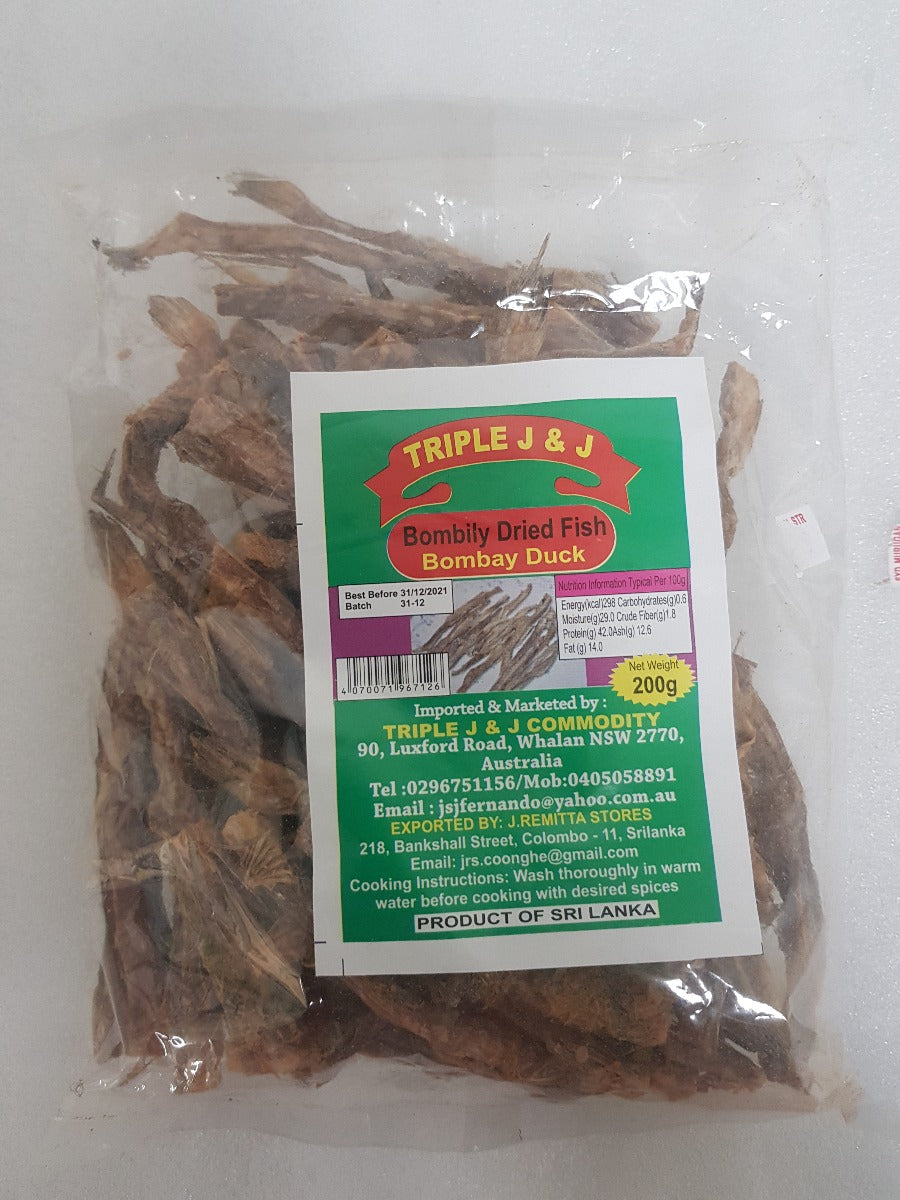 TRIPLE J & J
Bombily Dried Fish
Bombay Duck
Best Before 31/12/2021
Batch 31-12
Nutrition Information Typical Per 100g
Energy(kcal)298 Carbohydrates(g)0.6
Moisture(g)29.0 Crude Fiber(g)1.8
Protein(g) 42.0Ash(g) 12.6
Fat (g) 14.0
4 070071 967126
Net Weight
200g
Imported & Marketed by :
TRIPLE J & J COMMODITY
90, Luxford Road, Whalan NSW 2770,
Australia
Tel :0296751156/Mob:0405058891
Email : jsjfernando@yahoo.com.au
EXPORTED BY: J.REMITTA STORES
218, Bankshall Street, Colombo - 11, Srilanka
Email: jrs.coonghe@gmail.com
Cooking Instructions: Wash thoroughly in warm
water before cooking with desired spices
PRODUCT OF SRI LANKA
STR